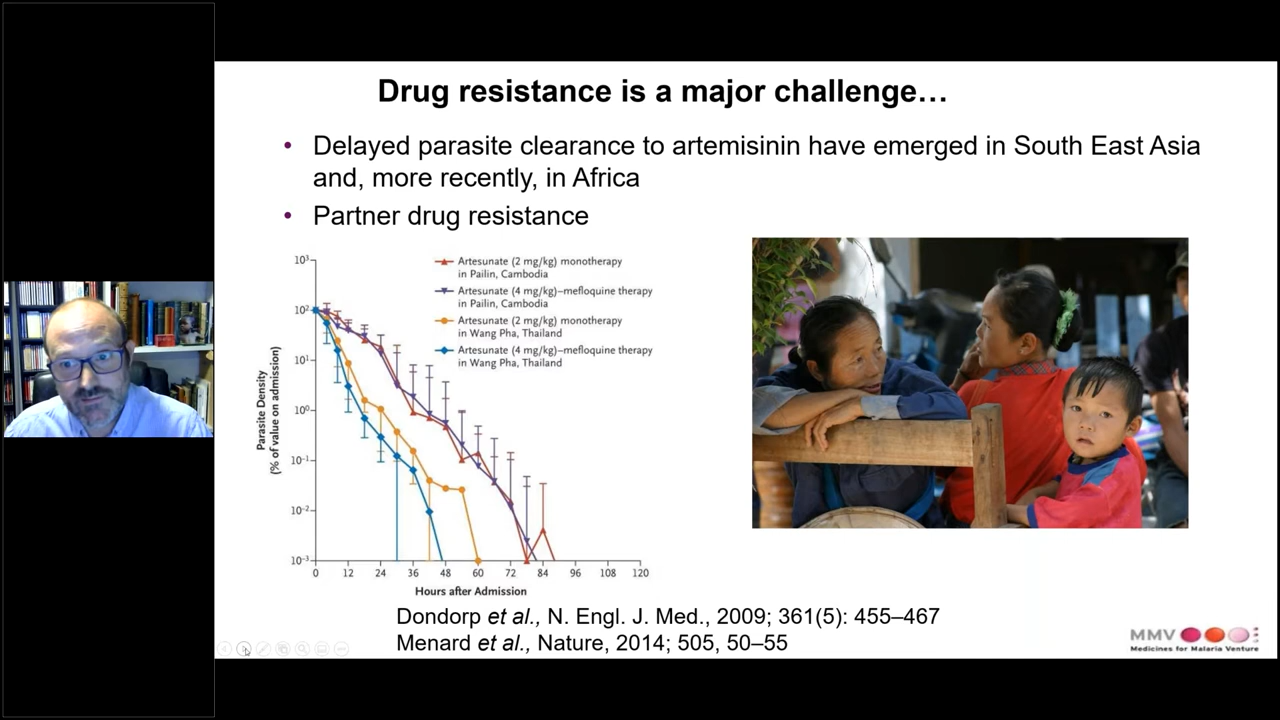 Drug resistance is a major challenge…
• Delayed parasite clearance to artemisinin have emerged in South East Asia
and, more recently, in Africa
• Partner drug resistance
Artesunate (2 mg/kg) monotherapy
in Pailin, Cambodia
Artesunate (4 mg/kg)–mefloquine therapy
in Pailin, Cambodia
Artesunate (2 mg/kg) monotherapy
in Wang Pha, Thailand
Artesunate (4 mg/kg)–mefloquine therapy
in Wang Pha, Thailand
Parasite Density
(% of value on admission)
10³
10²
10¹
10⁰
10⁻¹
10⁻²
10⁻³
0 12 24 36 48 60 72 84 96 108 120
Hours after Admission
Dondorp et al., N. Engl. J. Med., 2009; 361(5): 455–467
Menard et al., Nature, 2014; 505, 50–55
MMV
Medicines for Malaria Venture